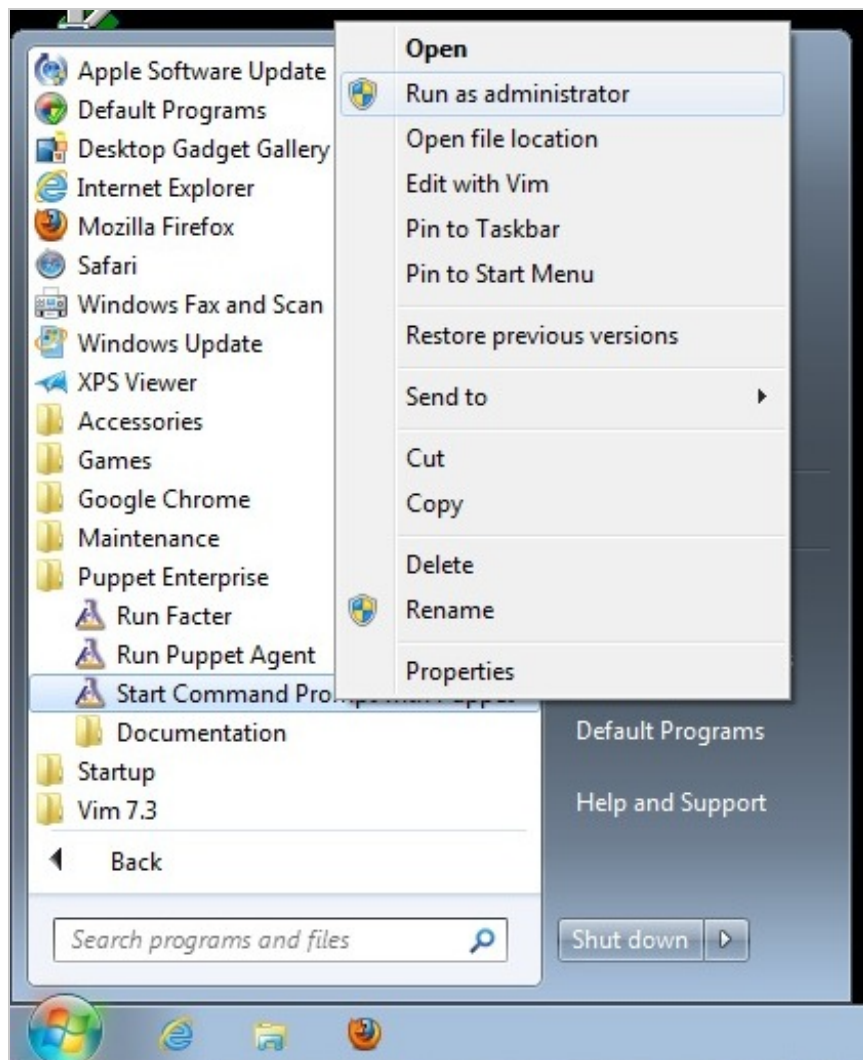 Apple Software Update
Default Programs
Desktop Gadget Gallery
Internet Explorer
Mozilla Firefox
Safari
Windows Fax and Scan
Windows Update
XPS Viewer
Accessories
Games
Google Chrome
Maintenance
Puppet Enterprise
Run Facter
Run Puppet Agent
Start Command Prompt with Puppet
Documentation
Startup
Vim 7.3
Back
Search programs and files
Open
Run as administrator
Open file location
Edit with Vim
Pin to Taskbar
Pin to Start Menu
Restore previous versions
Send to
Cut
Copy
Delete
Rename
Properties
Default Programs
Help and Support
Shut down